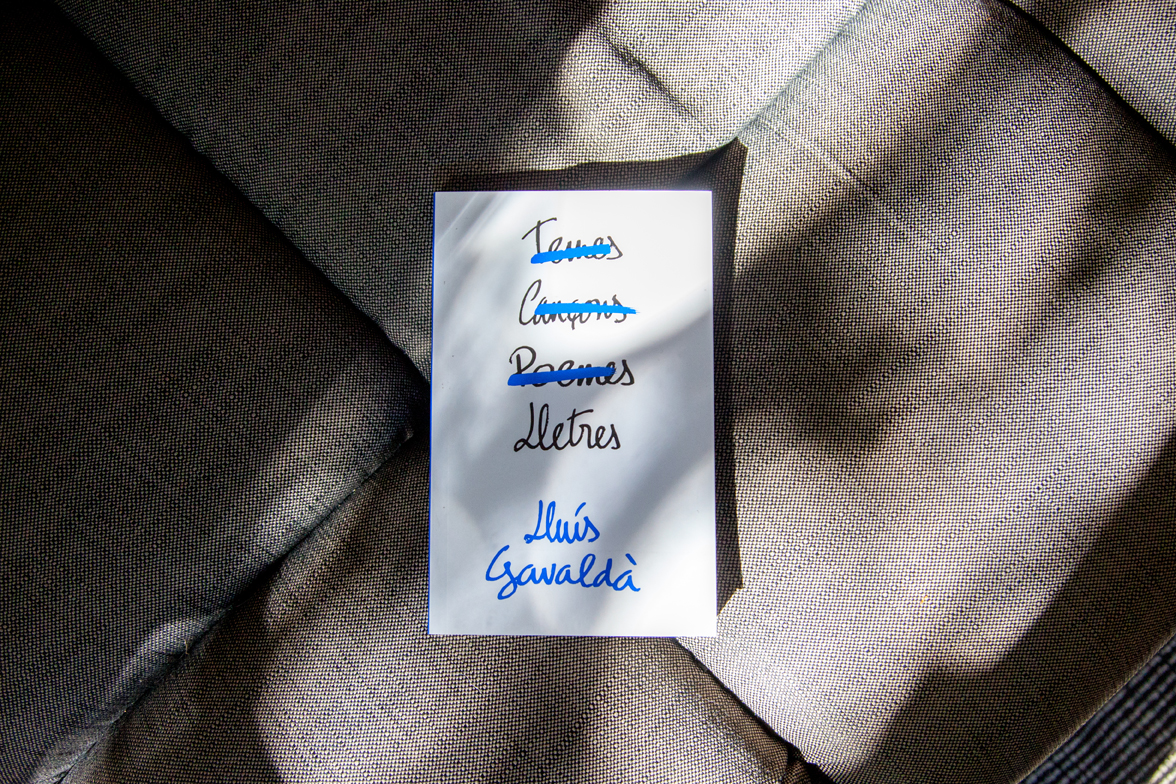 Temes
Cançons
Poemes
Lletres
Lluís
Gavaldà